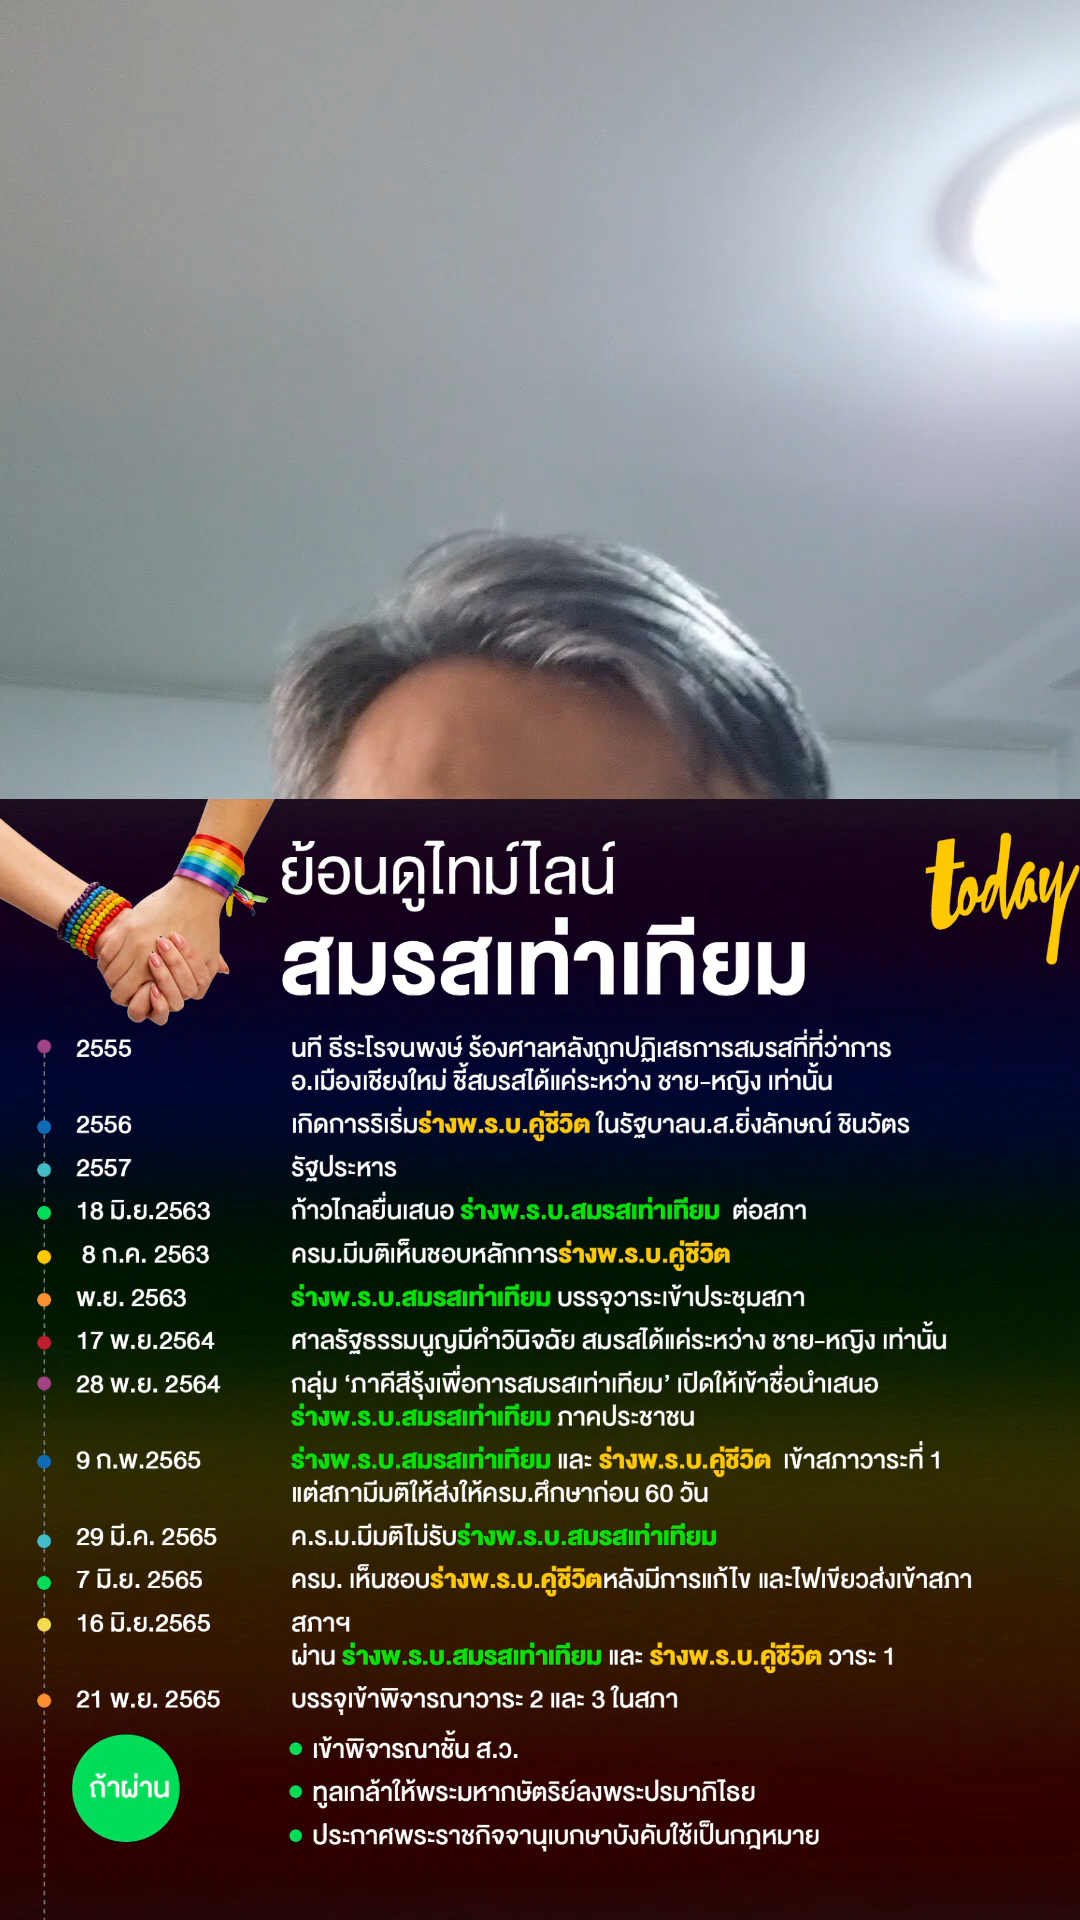 ย้อนดูไทม์ไลน์
today
สมรสเท่าเทียม
2555 นที ธีระโรจนพงษ์ ร้องศาลหลังถูกปฏิเสธการสมรสที่ที่ว่าการ
อ.เมืองเชียงใหม่ ชี้สมรสได้แค่ระหว่าง ชาย-หญิง เท่านั้น
2556 เกิดการริเริ่มร่างพ.ร.บ.คู่ชีวิต ในรัฐบาลน.ส.ยิ่งลักษณ์ ชินวัตร
2557 รัฐประหาร
18 มิ.ย.2563 ก้าวไกลยื่นเสนอ ร่างพ.ร.บ.สมรสเท่าเทียม ต่อสภา
8 ก.ค. 2563 ครม.มีมติเห็นชอบหลักการร่างพ.ร.บ.คู่ชีวิต
พ.ย. 2563 ร่างพ.ร.บ.สมรสเท่าเทียม บรรจุวาระเข้าประชุมสภา
17 พ.ย.2564 ศาลรัฐธรรมนูญมีคำวินิจฉัย สมรสได้แค่ระหว่าง ชาย-หญิง เท่านั้น
28 พ.ย. 2564 กลุ่ม ‘ภาคีสีรุ้งเพื่อการสมรสเท่าเทียม’ เปิดให้เข้าชื่อนำเสนอ
ร่างพ.ร.บ.สมรสเท่าเทียม ภาคประชาชน
9 ก.พ.2565 ร่างพ.ร.บ.สมรสเท่าเทียม และ ร่างพ.ร.บ.คู่ชีวิต เข้าสภาวาระที่ 1
แต่สภามีมติให้ส่งให้ครม.ศึกษาก่อน 60 วัน
29 มี.ค. 2565 ค.ร.ม.มีมติไม่รับร่างพ.ร.บ.สมรสเท่าเทียม
7 มิ.ย. 2565 ครม. เห็นชอบร่างพ.ร.บ.คู่ชีวิตหลังมีการแก้ไข และไฟเขียวส่งเข้าสภา
16 มิ.ย.2565 สภาฯ
ผ่าน ร่างพ.ร.บ.สมรสเท่าเทียม และ ร่างพ.ร.บ.คู่ชีวิต วาระ 1
21 พ.ย. 2565 บรรจุเข้าพิจารณาวาระ 2 และ 3 ในสภา
ถ้าผ่าน
เข้าพิจารณาชั้น ส.ว.
ทูลเกล้าให้พระมหากษัตริย์ลงพระปรมาภิไธย
ประกาศพระราชกิจจานุเบกษาบังคับใช้เป็นกฎหมาย